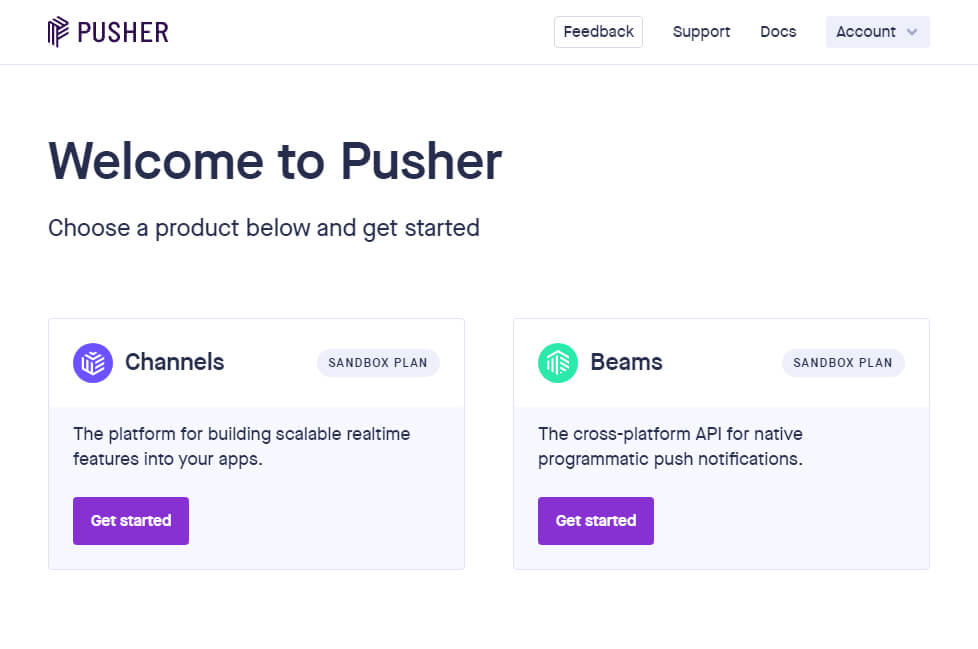 PUSHER
Feedback
Support
Docs
Account
Welcome to Pusher
Choose a product below and get started
Channels
SANDBOX PLAN
The platform for building scalable realtime
features into your apps.
Get started
Beams
SANDBOX PLAN
The cross-platform API for native
programmatic push notifications.
Get started